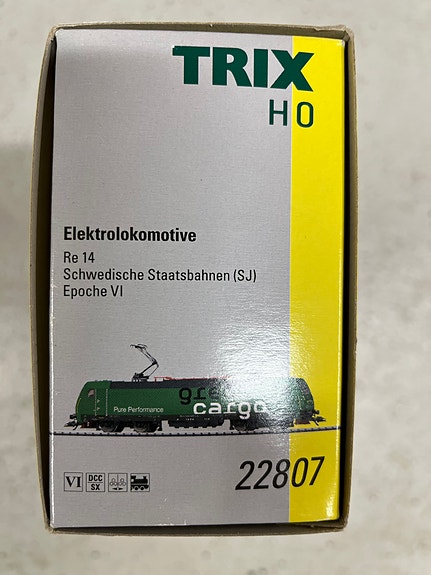 TRIX
H0
Elektrolokomotive
Re 14
Schwedische Staatsbahnen (SJ)
Epoche VI
green
cargo
Pure Performance
VI
DCC
SX
22807